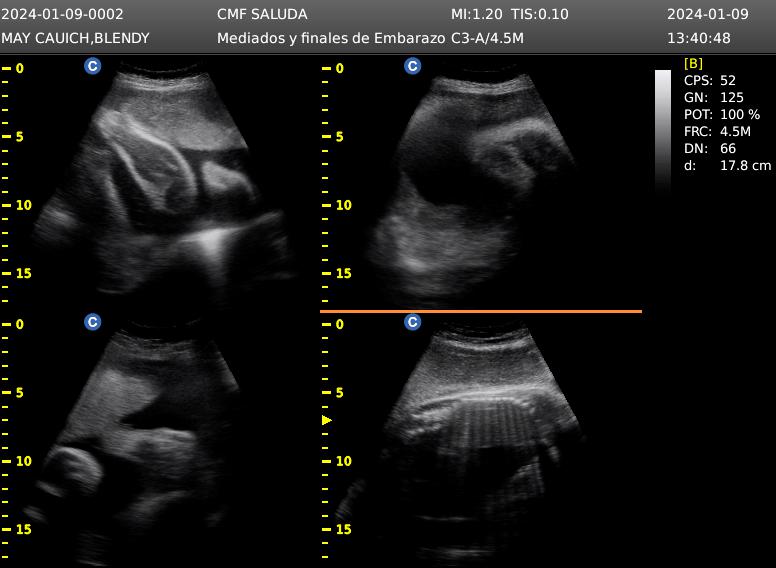 2024-01-09-0002 CMF SALUDA MI:1.20 TIS:0.10 2024-01-09
MAY CAUICH,BLENDY Mediados y finales de Embarazo C3-A/4.5M 13:40:48
C C [B]
0 0 CPS: 52
GN: 125
POT: 100 %
FRC: 4.5M
5 5 DN: 66
d: 17.8 cm
10 10
15 15
C C
0 0
5 5
10 10
15 15